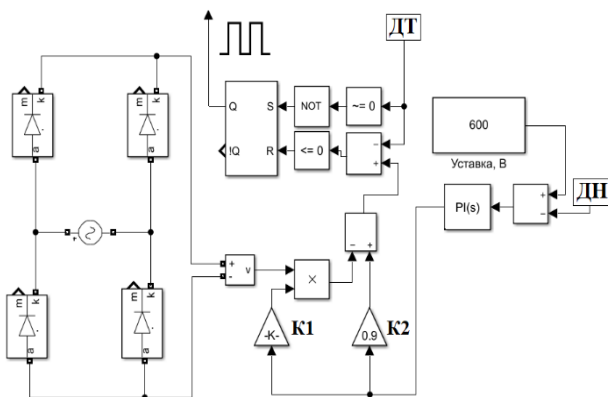 ДТ
m k
m k
a
a
Q S NOT ~= 0
!Q R <= 0
−
+
600
Уставка, В
ДН
PI(s)
+
−
− +
+ v
-
×
m k
m k
a
a
-K- К1
0.9 К2